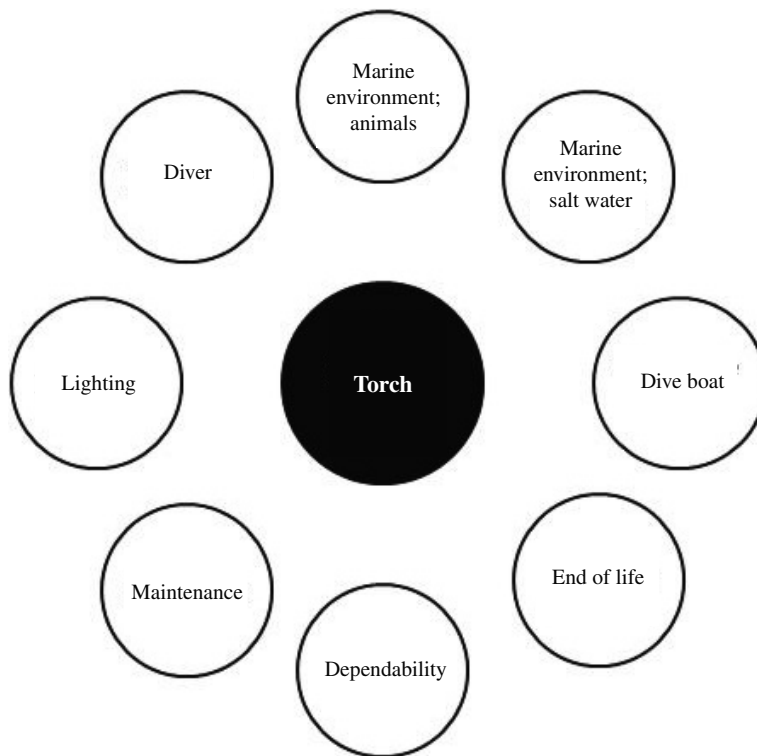 Marine
environment;
animals
Diver
Marine
environment;
salt water
Lighting
Torch
Dive boat
Maintenance
End of life
Dependability